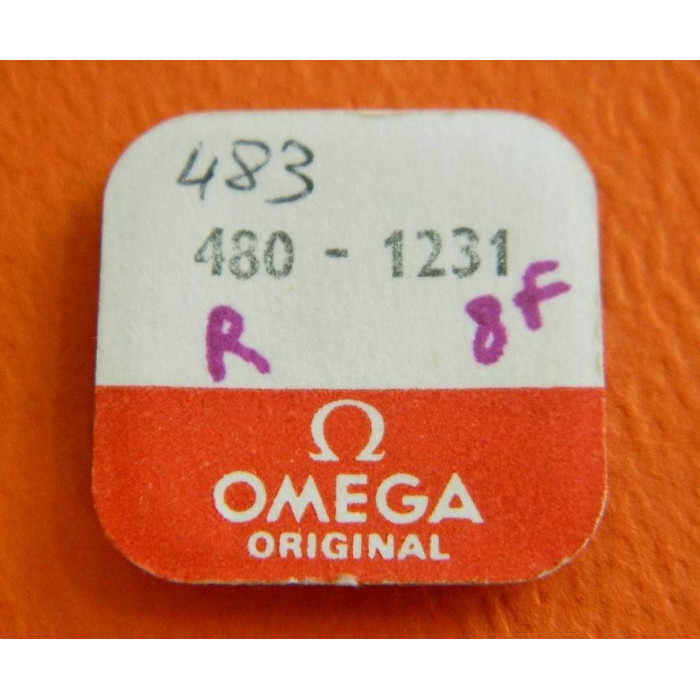 483
480 - 1231
R 8F
Ω
OMEGA
ORIGINAL